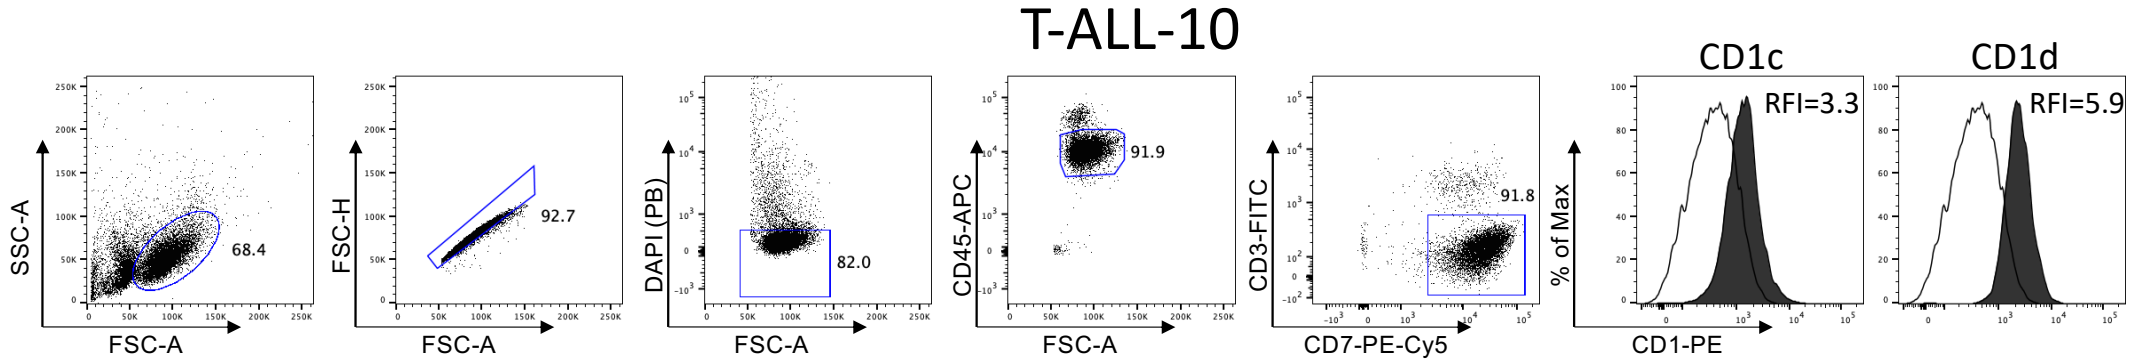 T-ALL-10
CD1c
CD1d
250K
200K
150K
100K
50K
0
SSC-A
68.4
0 50K 100K 150K 200K 250K
FSC-A
250K
200K
150K
100K
50K
0
FSC-H
92.7
0 50K 100K 150K 200K 250K
FSC-A
10^5
10^4
10^3
0
-10^3
DAPI (PB)
82.0
0 50K 100K 150K 200K 250K
FSC-A
10^5
10^4
10^3
0
-10^3
CD45-APC
91.9
0 50K 100K 150K 200K 250K
FSC-A
10^5
10^4
10^3
10^2
0
-10^2
CD3-FITC
91.8
-10^3 0 10^3 10^4 10^5
CD7-PE-Cy5
RFI=3.3
100
80
60
40
20
0
% of Max
0 10^3 10^4 10^5
CD1-PE
RFI=5.9
100
80
60
40
20
0
0 10^3 10^4 10^5